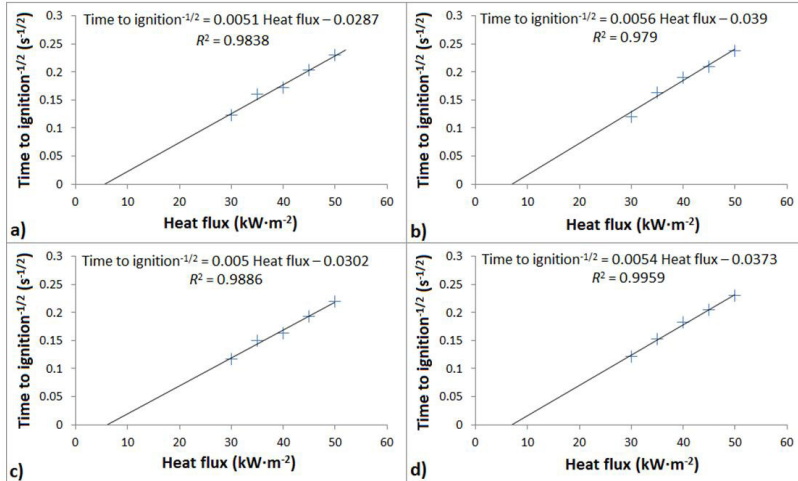 Time to ignition-1/2 = 0.0051 Heat flux – 0.0287
R2 = 0.9838
Time to ignition-1/2 (s-1/2)
0.3
0.25
0.2
0.15
0.1
0.05
0
0 10 20 30 40 50 60
Heat flux (kW·m-2)
a)
Time to ignition-1/2 = 0.0056 Heat flux – 0.039
R2 = 0.979
Time to ignition-1/2 (s-1/2)
0.3
0.25
0.2
0.15
0.1
0.05
0
0 10 20 30 40 50 60
Heat flux (kW·m-2)
b)
Time to ignition-1/2 = 0.005 Heat flux – 0.0302
R2 = 0.9886
Time to ignition-1/2 (s-1/2)
0.3
0.25
0.2
0.15
0.1
0.05
0
0 10 20 30 40 50 60
Heat flux (kW·m-2)
c)
Time to ignition-1/2 = 0.0054 Heat flux – 0.0373
R2 = 0.9959
Time to ignition-1/2 (s-1/2)
0.3
0.25
0.2
0.15
0.1
0.05
0
0 10 20 30 40 50 60
Heat flux (kW·m-2)
d)